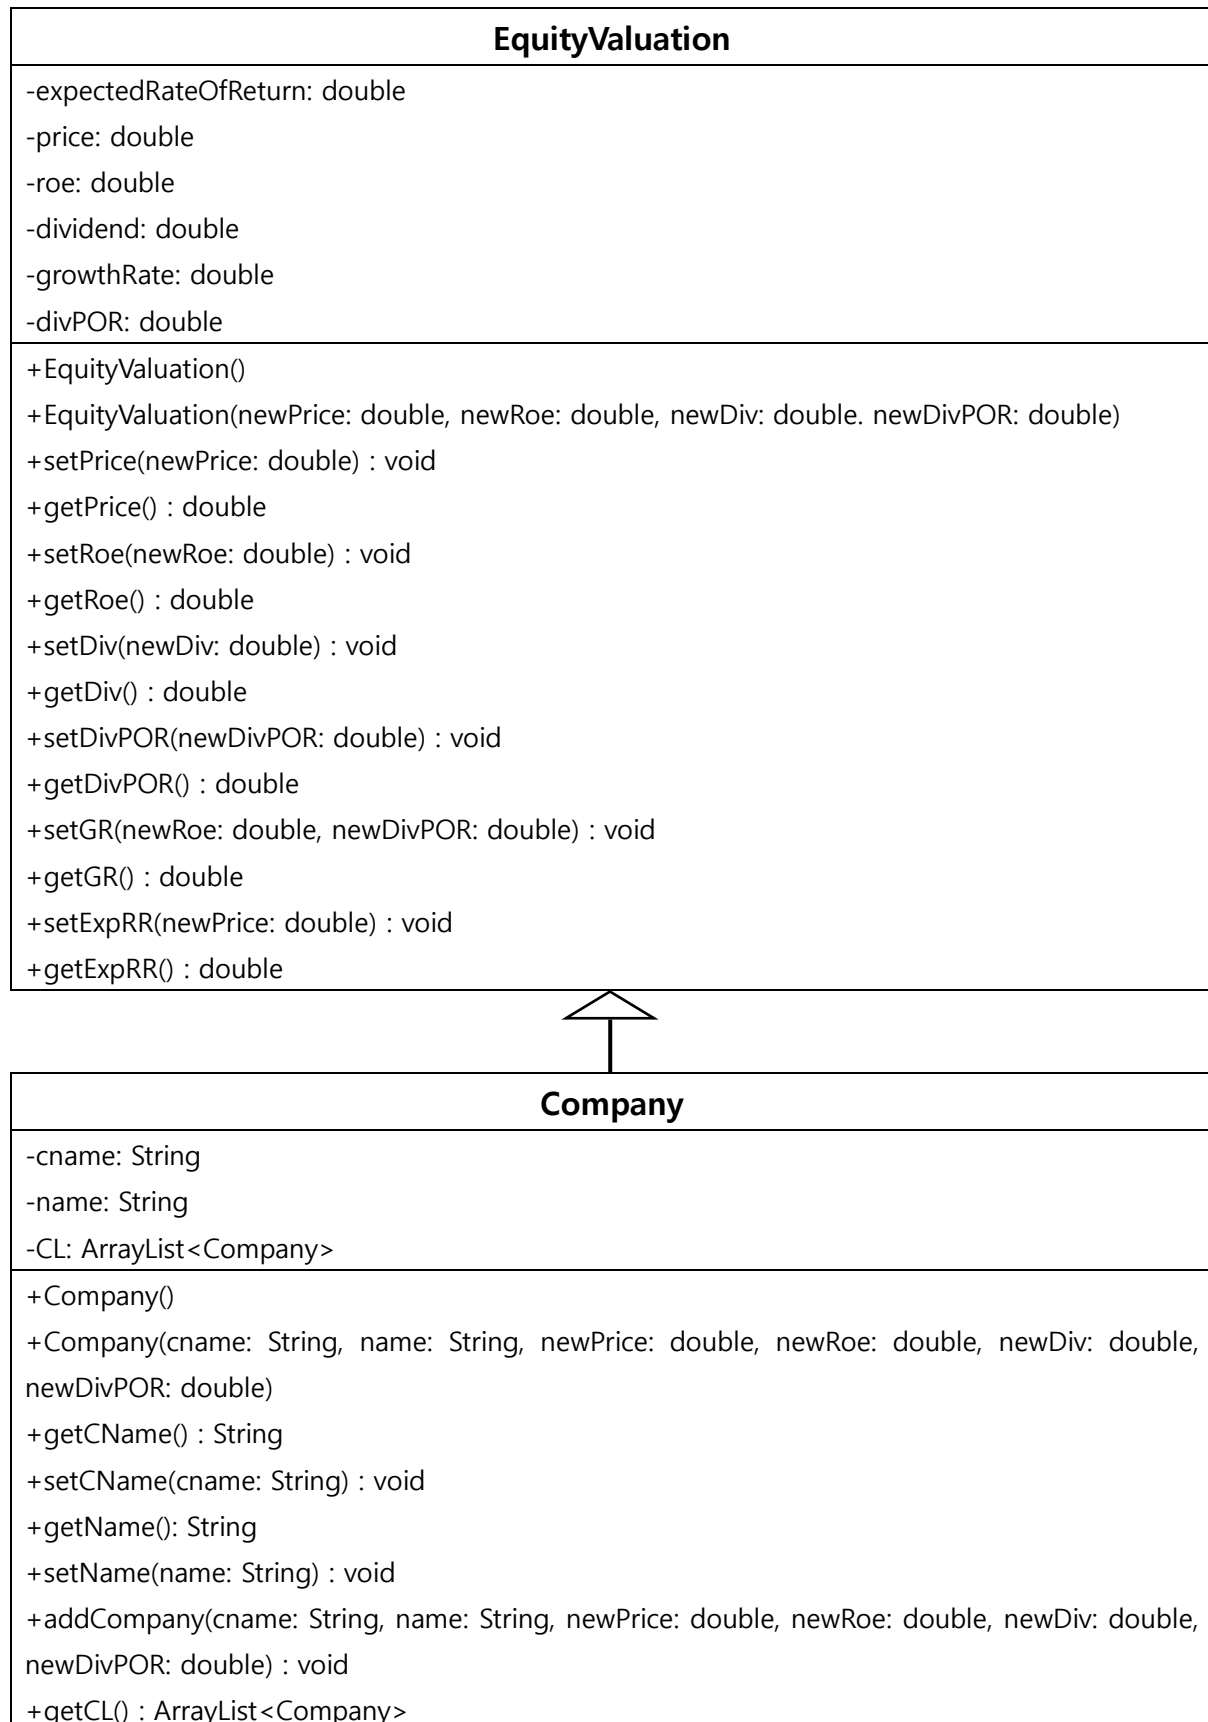 EquityValuation
-expectedRateOfReturn: double
-price: double
-roe: double
-dividend: double
-growthRate: double
-divPOR: double
+EquityValuation()
+EquityValuation(newPrice: double, newRoe: double, newDiv: double. newDivPOR: double)
+setPrice(newPrice: double) : void
+getPrice() : double
+setRoe(newRoe: double) : void
+getRoe() : double
+setDiv(newDiv: double) : void
+getDiv() : double
+setDivPOR(newDivPOR: double) : void
+getDivPOR() : double
+setGR(newRoe: double, newDivPOR: double) : void
+getGR() : double
+setExpRR(newPrice: double) : void
+getExpRR() : double
Company
-cname: String
-name: String
-CL: ArrayList<Company>
+Company()
+Company(cname: String, name: String, newPrice: double, newRoe: double, newDiv: double,
newDivPOR: double)
+getCName() : String
+setCName(cname: String) : void
+getName(): String
+setName(name: String) : void
+addCompany(cname: String, name: String, newPrice: double, newRoe: double, newDiv: double,
newDivPOR: double) : void
+getCL() : ArrayList<Company>